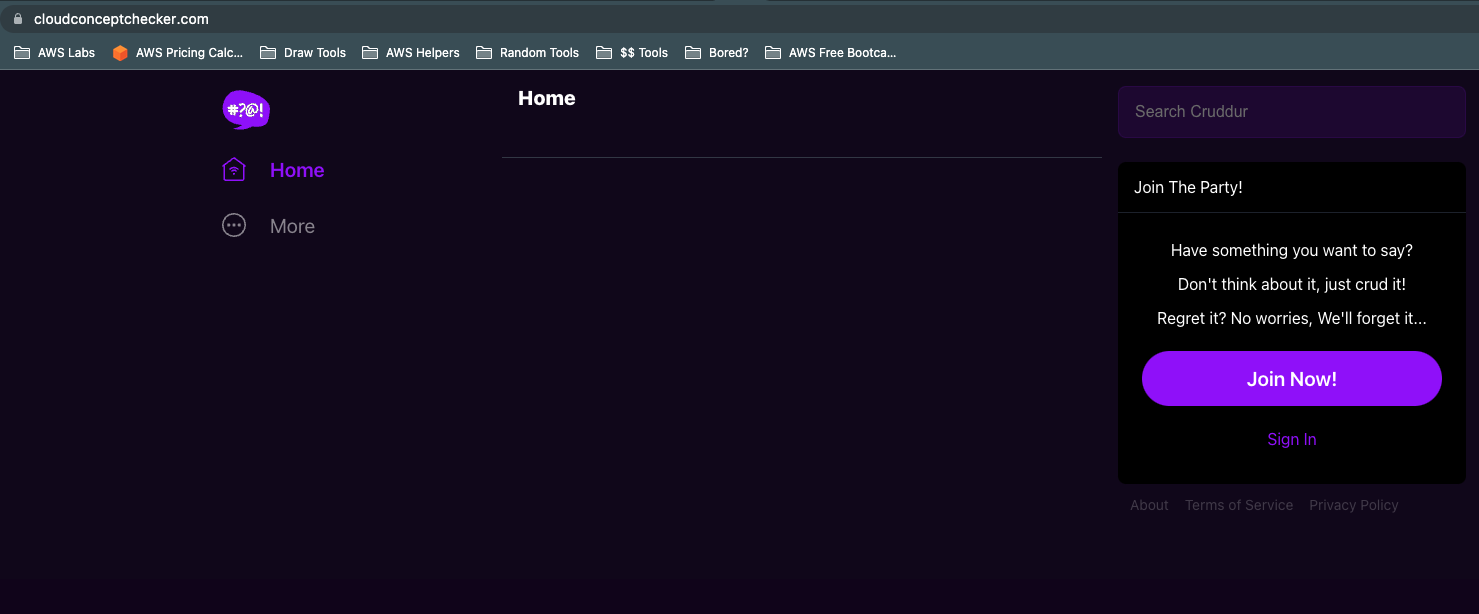 cloudconceptchecker.com
AWS Labs AWS Pricing Calc... Draw Tools AWS Helpers Random Tools $$ Tools Bored? AWS Free Bootca...
#?@!
Home
More
Home
Search Cruddur
Join The Party!
Have something you want to say?
Don't think about it, just crud it!
Regret it? No worries, We'll forget it...
Join Now!
Sign In
About Terms of Service Privacy Policy